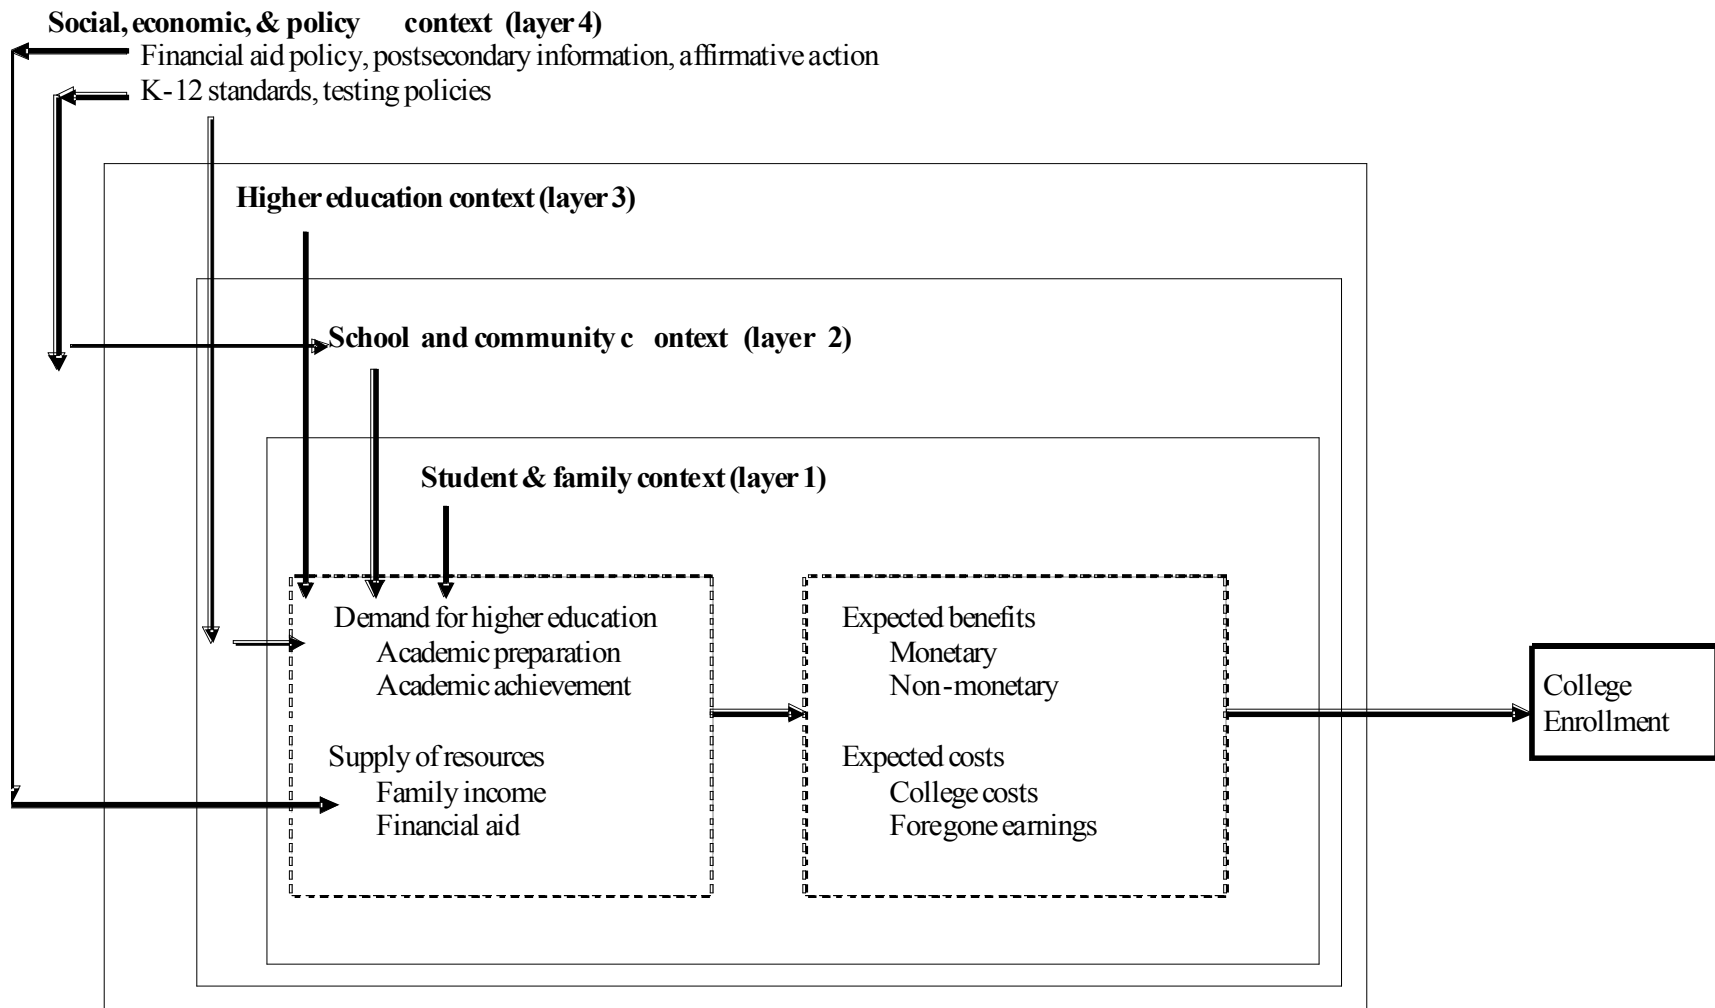 Social, economic, & policy context (layer 4)
Financial aid policy, postsecondary information, affirmative action
K-12 standards, testing policies
Higher education context (layer 3)
School and community c ontext (layer 2)
Student & family context (layer 1)
Demand for higher education
Academic preparation
Academic achievement
Supply of resources
Family income
Financial aid
Expected benefits
Monetary
Non-monetary
Expected costs
College costs
Foregone earnings
College
Enrollment